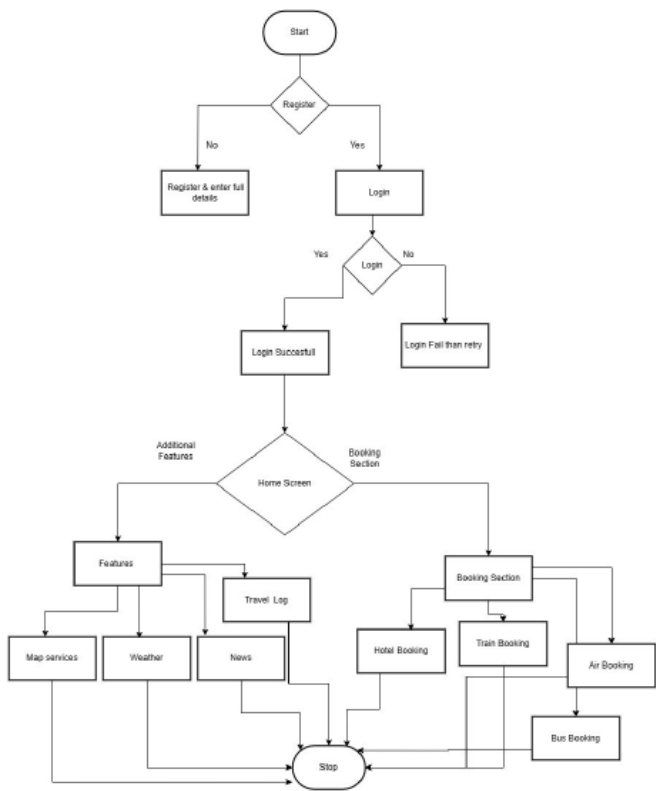 Start
Register
No
Yes
Register & enter full
details
Login
Yes
Login
No
Login Succesfull
Login Fail than retry
Additional
Features
Booking
Section
Home Screen
Features
Booking Section
Travel Log
Map services
Weather
News
Hotel Booking
Train Booking
Air Booking
Bus Booking
Stop